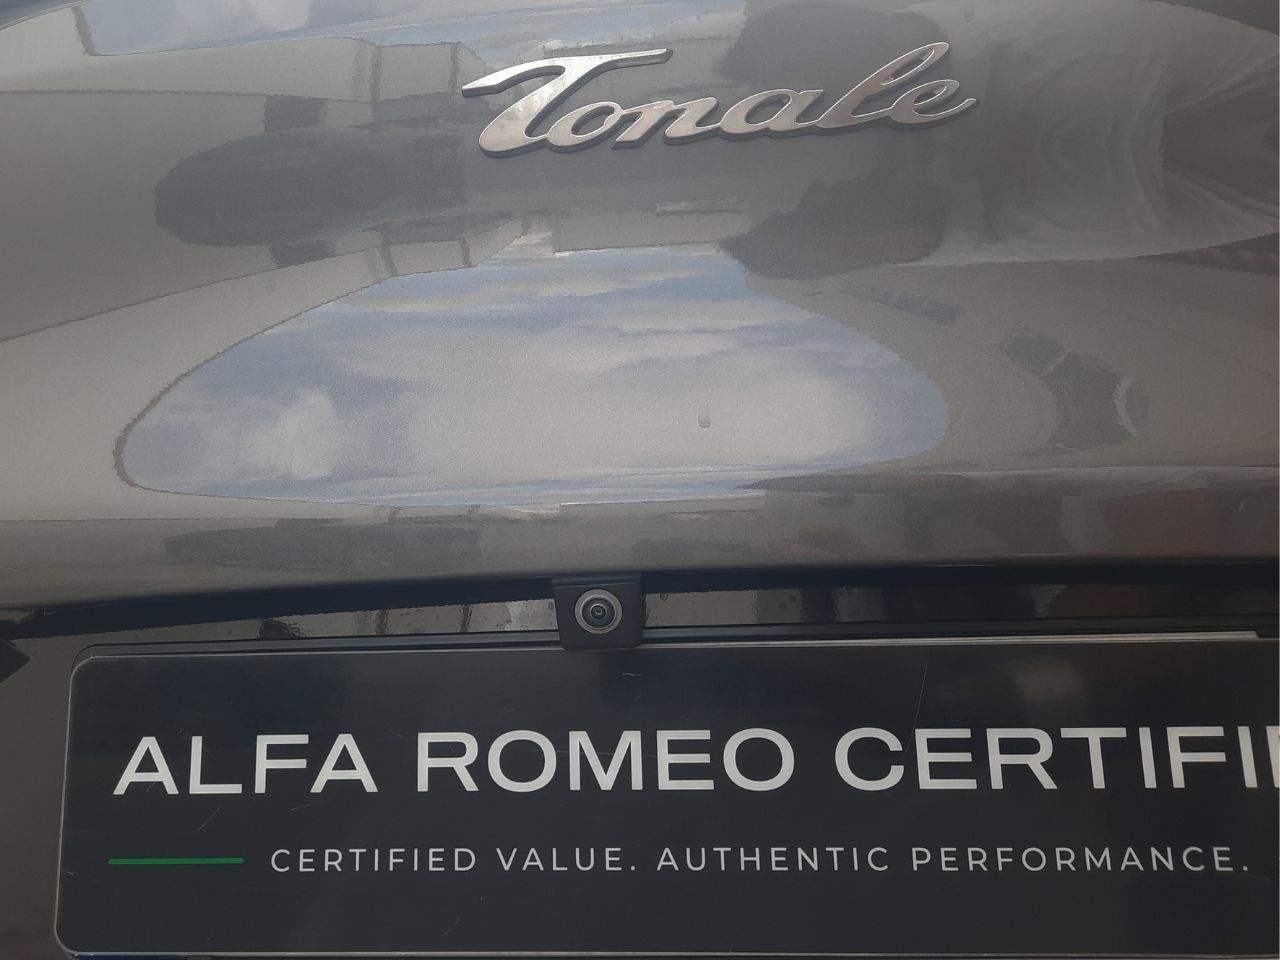 Tonale
ALFA ROMEO CERTIFI
CERTIFIED VALUE. AUTHENTIC PERFORMANCE.